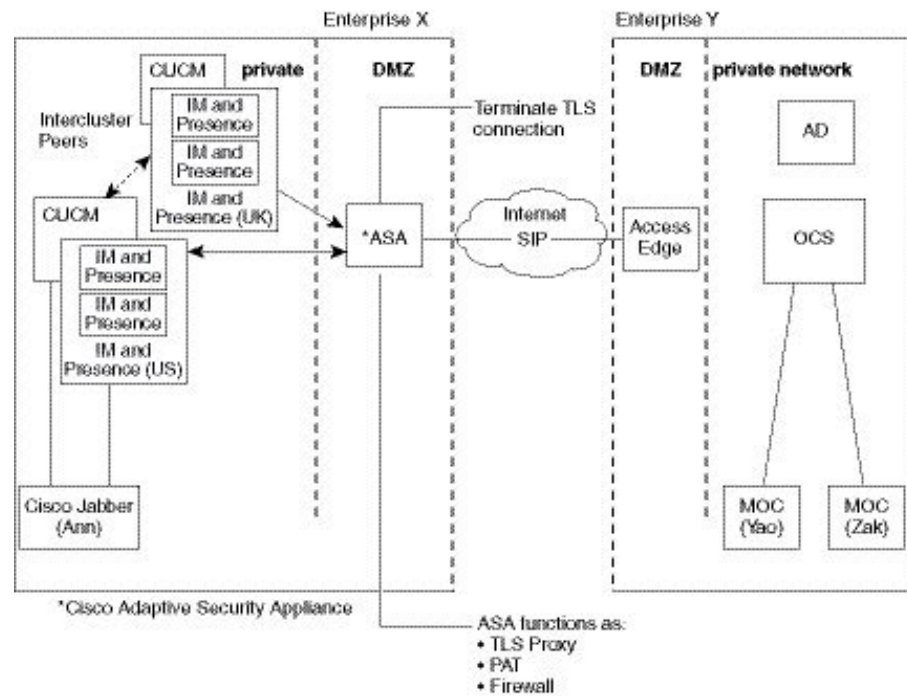 Enterprise X
Enterprise Y
CUCM
private
DMZ
DMZ
private network
IM and
Presence
IM and
Presence
IM and
Presence (UK)
Intercluster
Peers
Terminate TLS
connection
AD
CUCM
IM and
Presence
IM and
Presence
IM and
Presence (US)
*ASA
Internet
SIP
Access
Edge
OCS
Cisco Jabber
(Ann)
MOC
(Yao)
MOC
(Zak)
*Cisco Adaptive Security Appliance
ASA functions as:
• TLS Proxy
• PAT
• Firewall